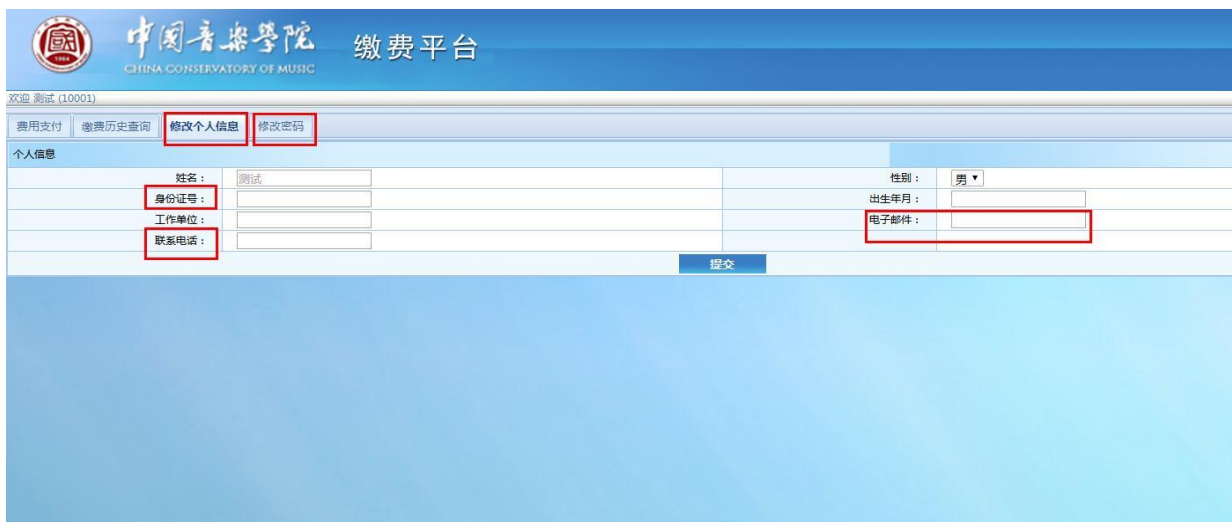 中国音乐学院 缴费平台
CHINA CONSERVATORY OF MUSIC
1964
欢迎 测试 (10001)
费用支付 缴费历史查询 修改个人信息 修改密码
个人信息
姓名： 测试 性别： 男
身份证号： 出生年月：
工作单位： 电子邮件：
联系电话：
提交